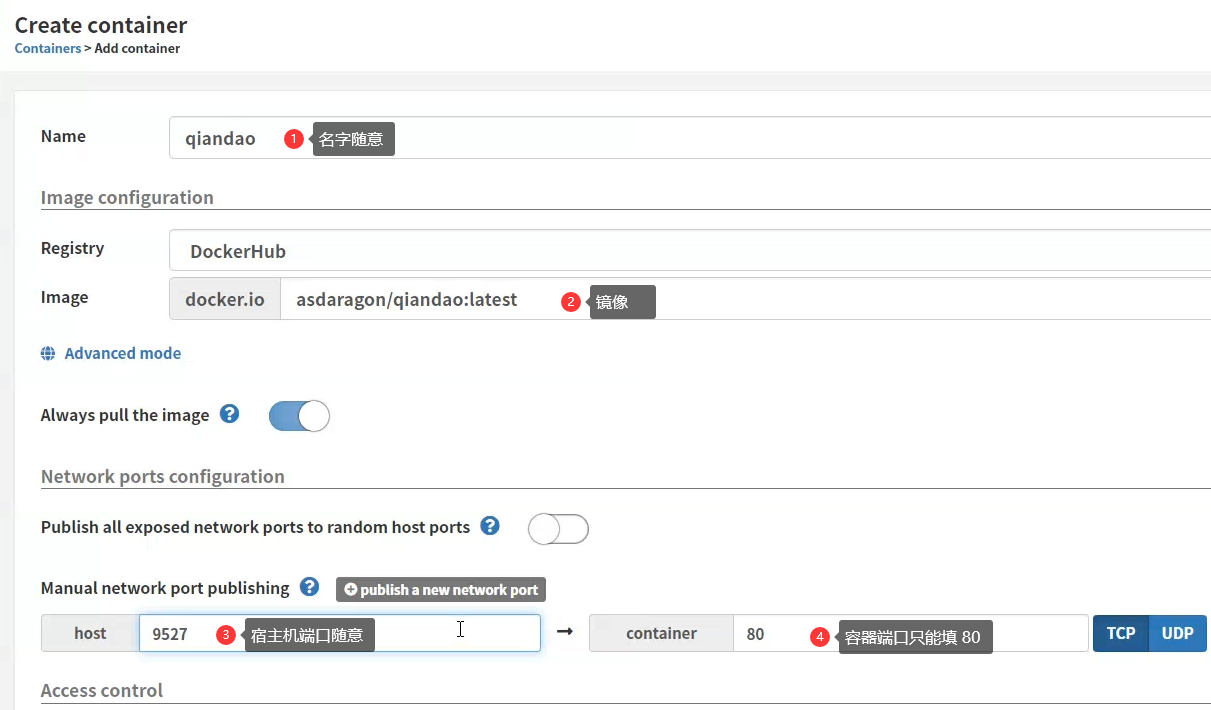 Create container
Containers > Add container
Name
qiandao
1
名字随意
Image configuration
Registry
DockerHub
Image
docker.io
asdaragon/qiandao:latest
2
镜像
Advanced mode
Always pull the image ?
Network ports configuration
Publish all exposed network ports to random host ports ?
Manual network port publishing ?
publish a new network port
host
9527
3
宿主机端口随意
→
container
80
4
容器端口只能填 80
TCP
UDP
Access control